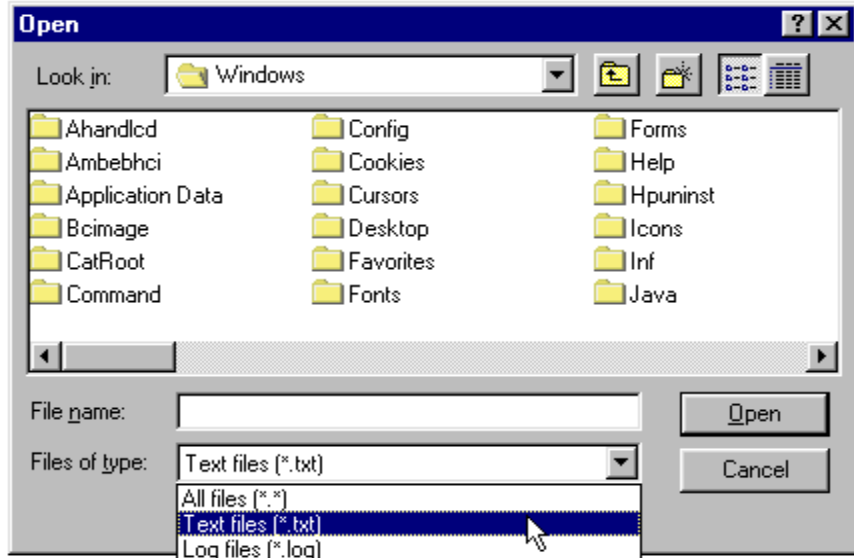 Open
Look in: Windows
Ahandlcd Config Forms
Ambebhci Cookies Help
Application Data Cursors Hpuninst
Bcimage Desktop Icons
CatRoot Favorites Inf
Command Fonts Java
File name: Open
Files of type: Text files (*.txt) Cancel
All files (*.*)
Text files (*.txt)
Log files (*.log)